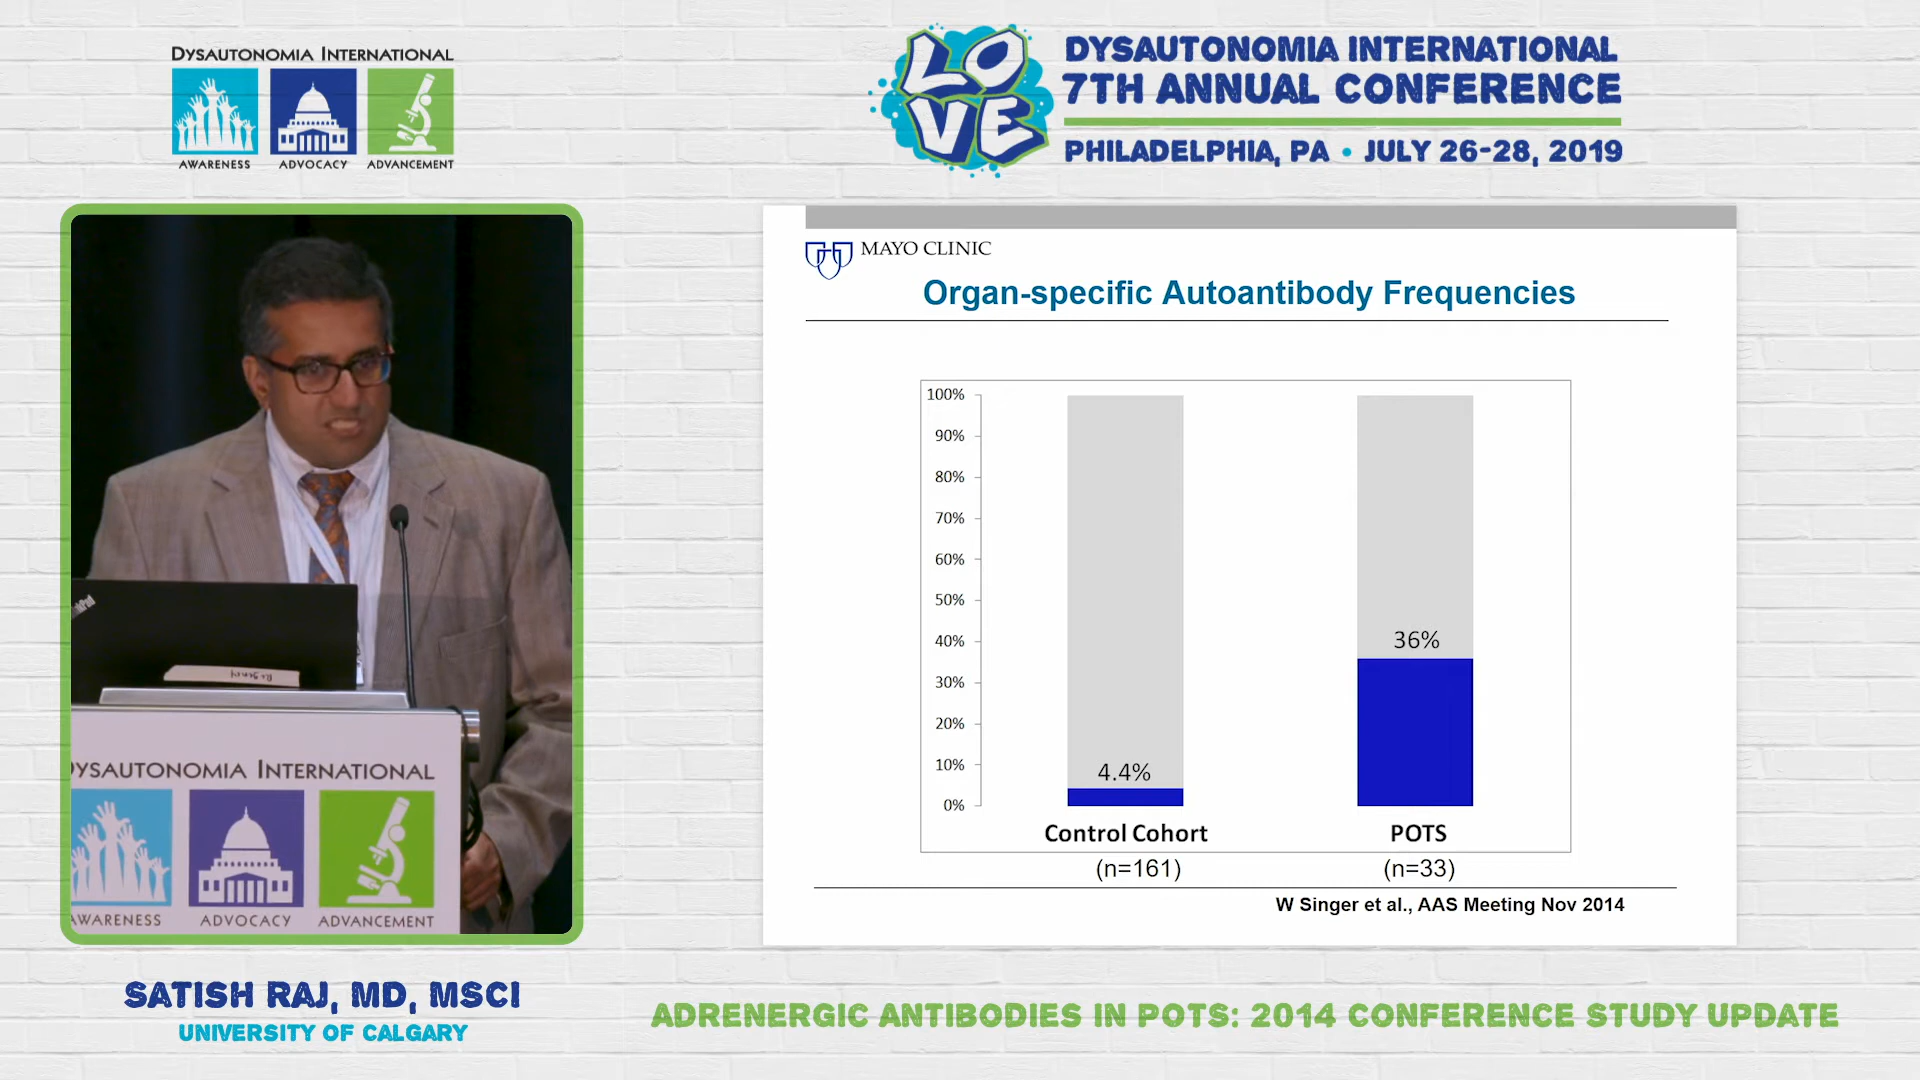 DYSAUTONOMIA INTERNATIONAL
AWARENESS
ADVOCACY
ADVANCEMENT
LOVE
DYSAUTONOMIA INTERNATIONAL
7TH ANNUAL CONFERENCE
PHILADELPHIA, PA • JULY 26-28, 2019
YSAUTONOMIA INTERNATIONAL
AWARENESS
ADVOCACY
ADVANCEMENT
MAYO CLINIC
Organ-specific Autoantibody Frequencies
100%
90%
80%
70%
60%
50%
40%
30%
20%
10%
0%
4.4%
36%
Control Cohort
POTS
(n=161)
(n=33)
W Singer et al., AAS Meeting Nov 2014
SATISH RAJ, MD, MSCI
UNIVERSITY OF CALGARY
ADRENERGIC ANTIBODIES IN POTS: 2014 CONFERENCE STUDY UPDATE